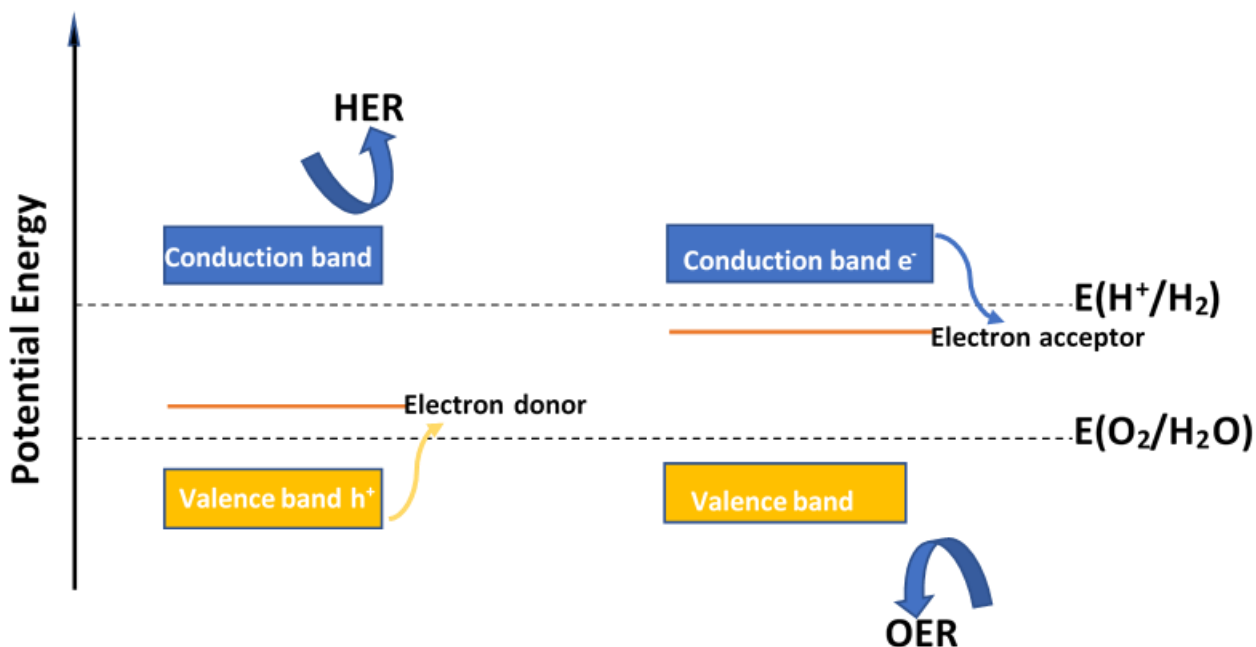 Potential Energy
HER
Conduction band
Conduction band e⁻
E(H⁺/H₂)
Electron acceptor
Electron donor
E(O₂/H₂O)
Valence band h⁺
Valence band
OER